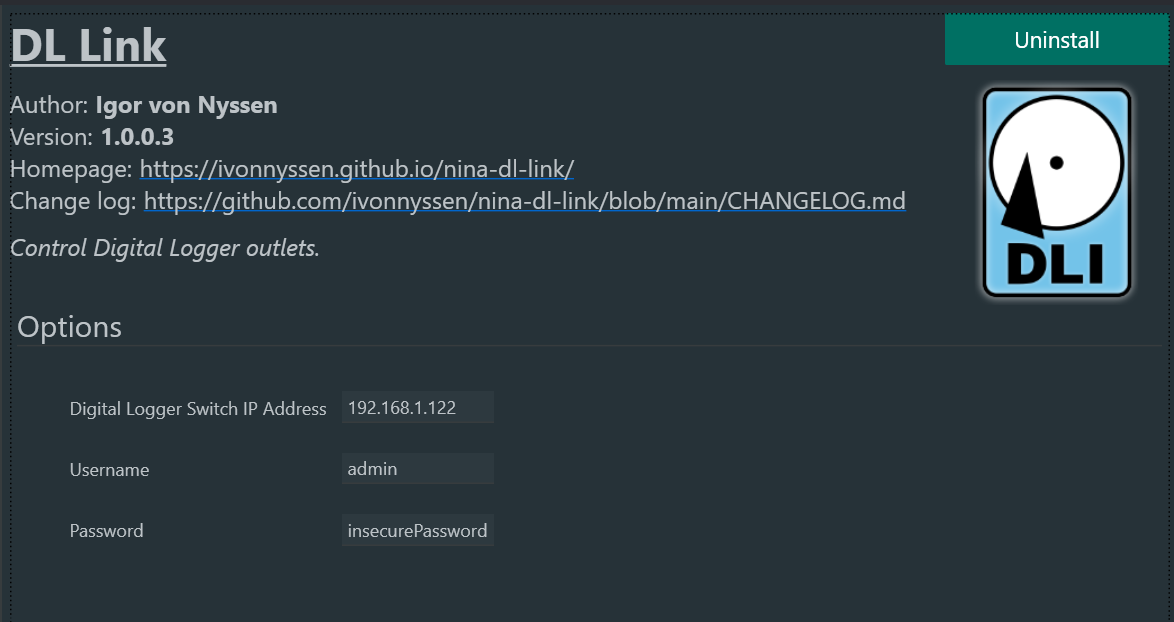 DL Link
Uninstall
Author: Igor von Nyssen
Version: 1.0.0.3
Homepage: https://ivonnyssen.github.io/nina-dl-link/
Change log: https://github.com/ivonnyssen/nina-dl-link/blob/main/CHANGELOG.md
Control Digital Logger outlets.
DLI
Options
Digital Logger Switch IP Address 192.168.1.122
Username admin
Password insecurePassword